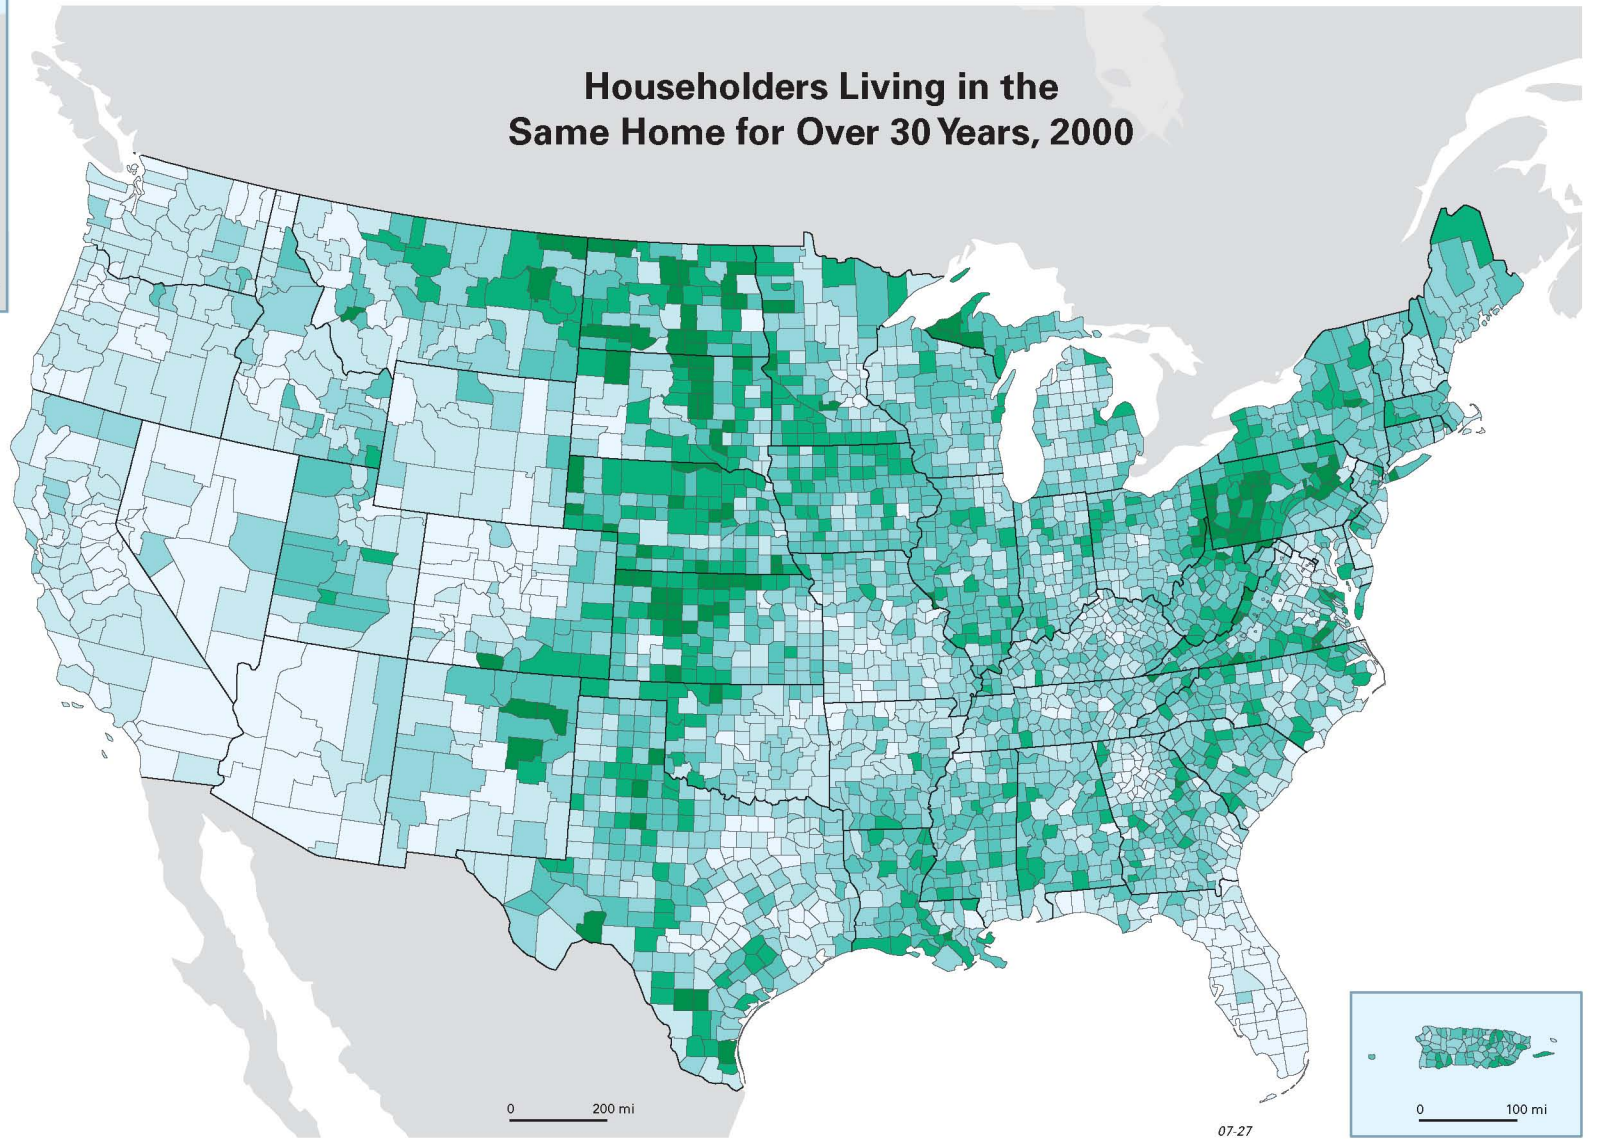 Householders Living in the
Same Home for Over 30 Years, 2000
0 200 mi
0 100 mi
07-27